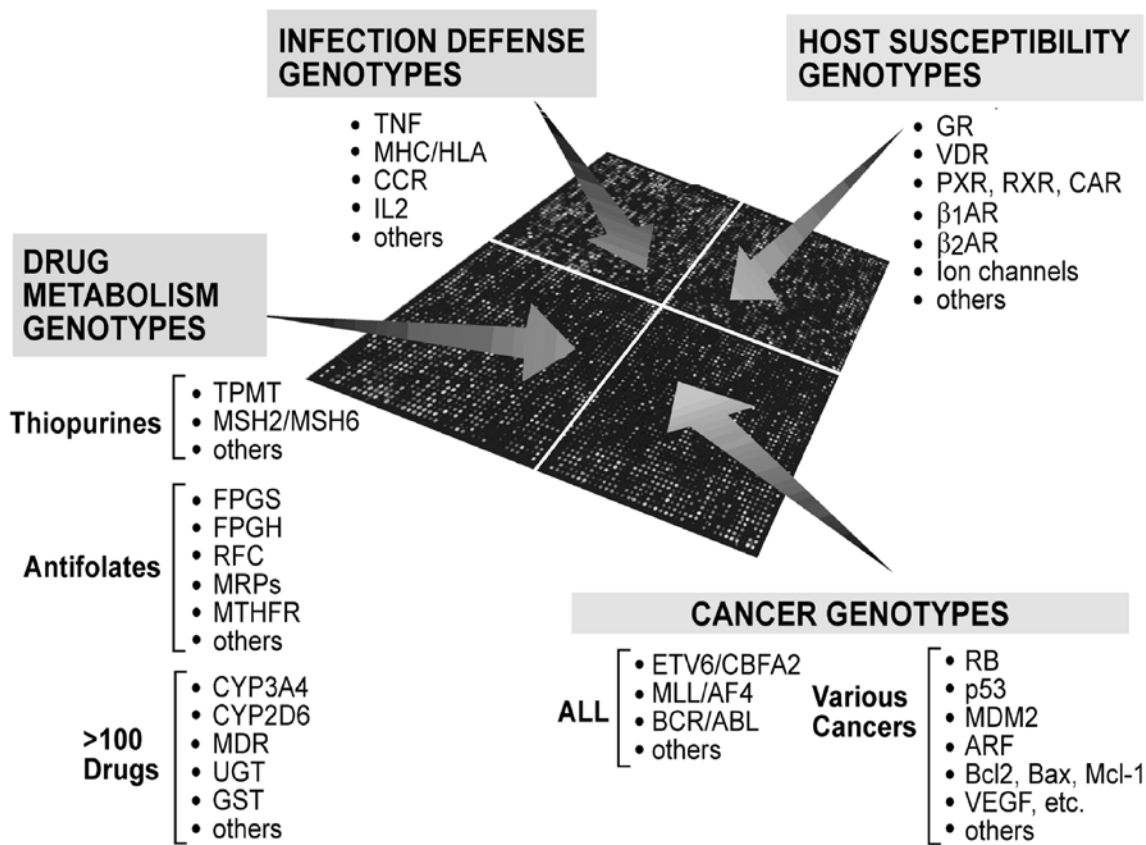 INFECTION DEFENSE
GENOTYPES
• TNF
• MHC/HLA
• CCR
• IL2
• others
HOST SUSCEPTIBILITY
GENOTYPES
• GR
• VDR
• PXR, RXR, CAR
• β1AR
• β2AR
• Ion channels
• others
DRUG
METABOLISM
GENOTYPES
Thiopurines
• TPMT
• MSH2/MSH6
• others
Antifolates
• FPGS
• FPGH
• RFC
• MRPs
• MTHFR
• others
>100
Drugs
• CYP3A4
• CYP2D6
• MDR
• UGT
• GST
• others
CANCER GENOTYPES
ALL
• ETV6/CBFA2
• MLL/AF4
• BCR/ABL
• others
Various
Cancers
• RB
• p53
• MDM2
• ARF
• Bcl2, Bax, Mcl-1
• VEGF, etc.
• others